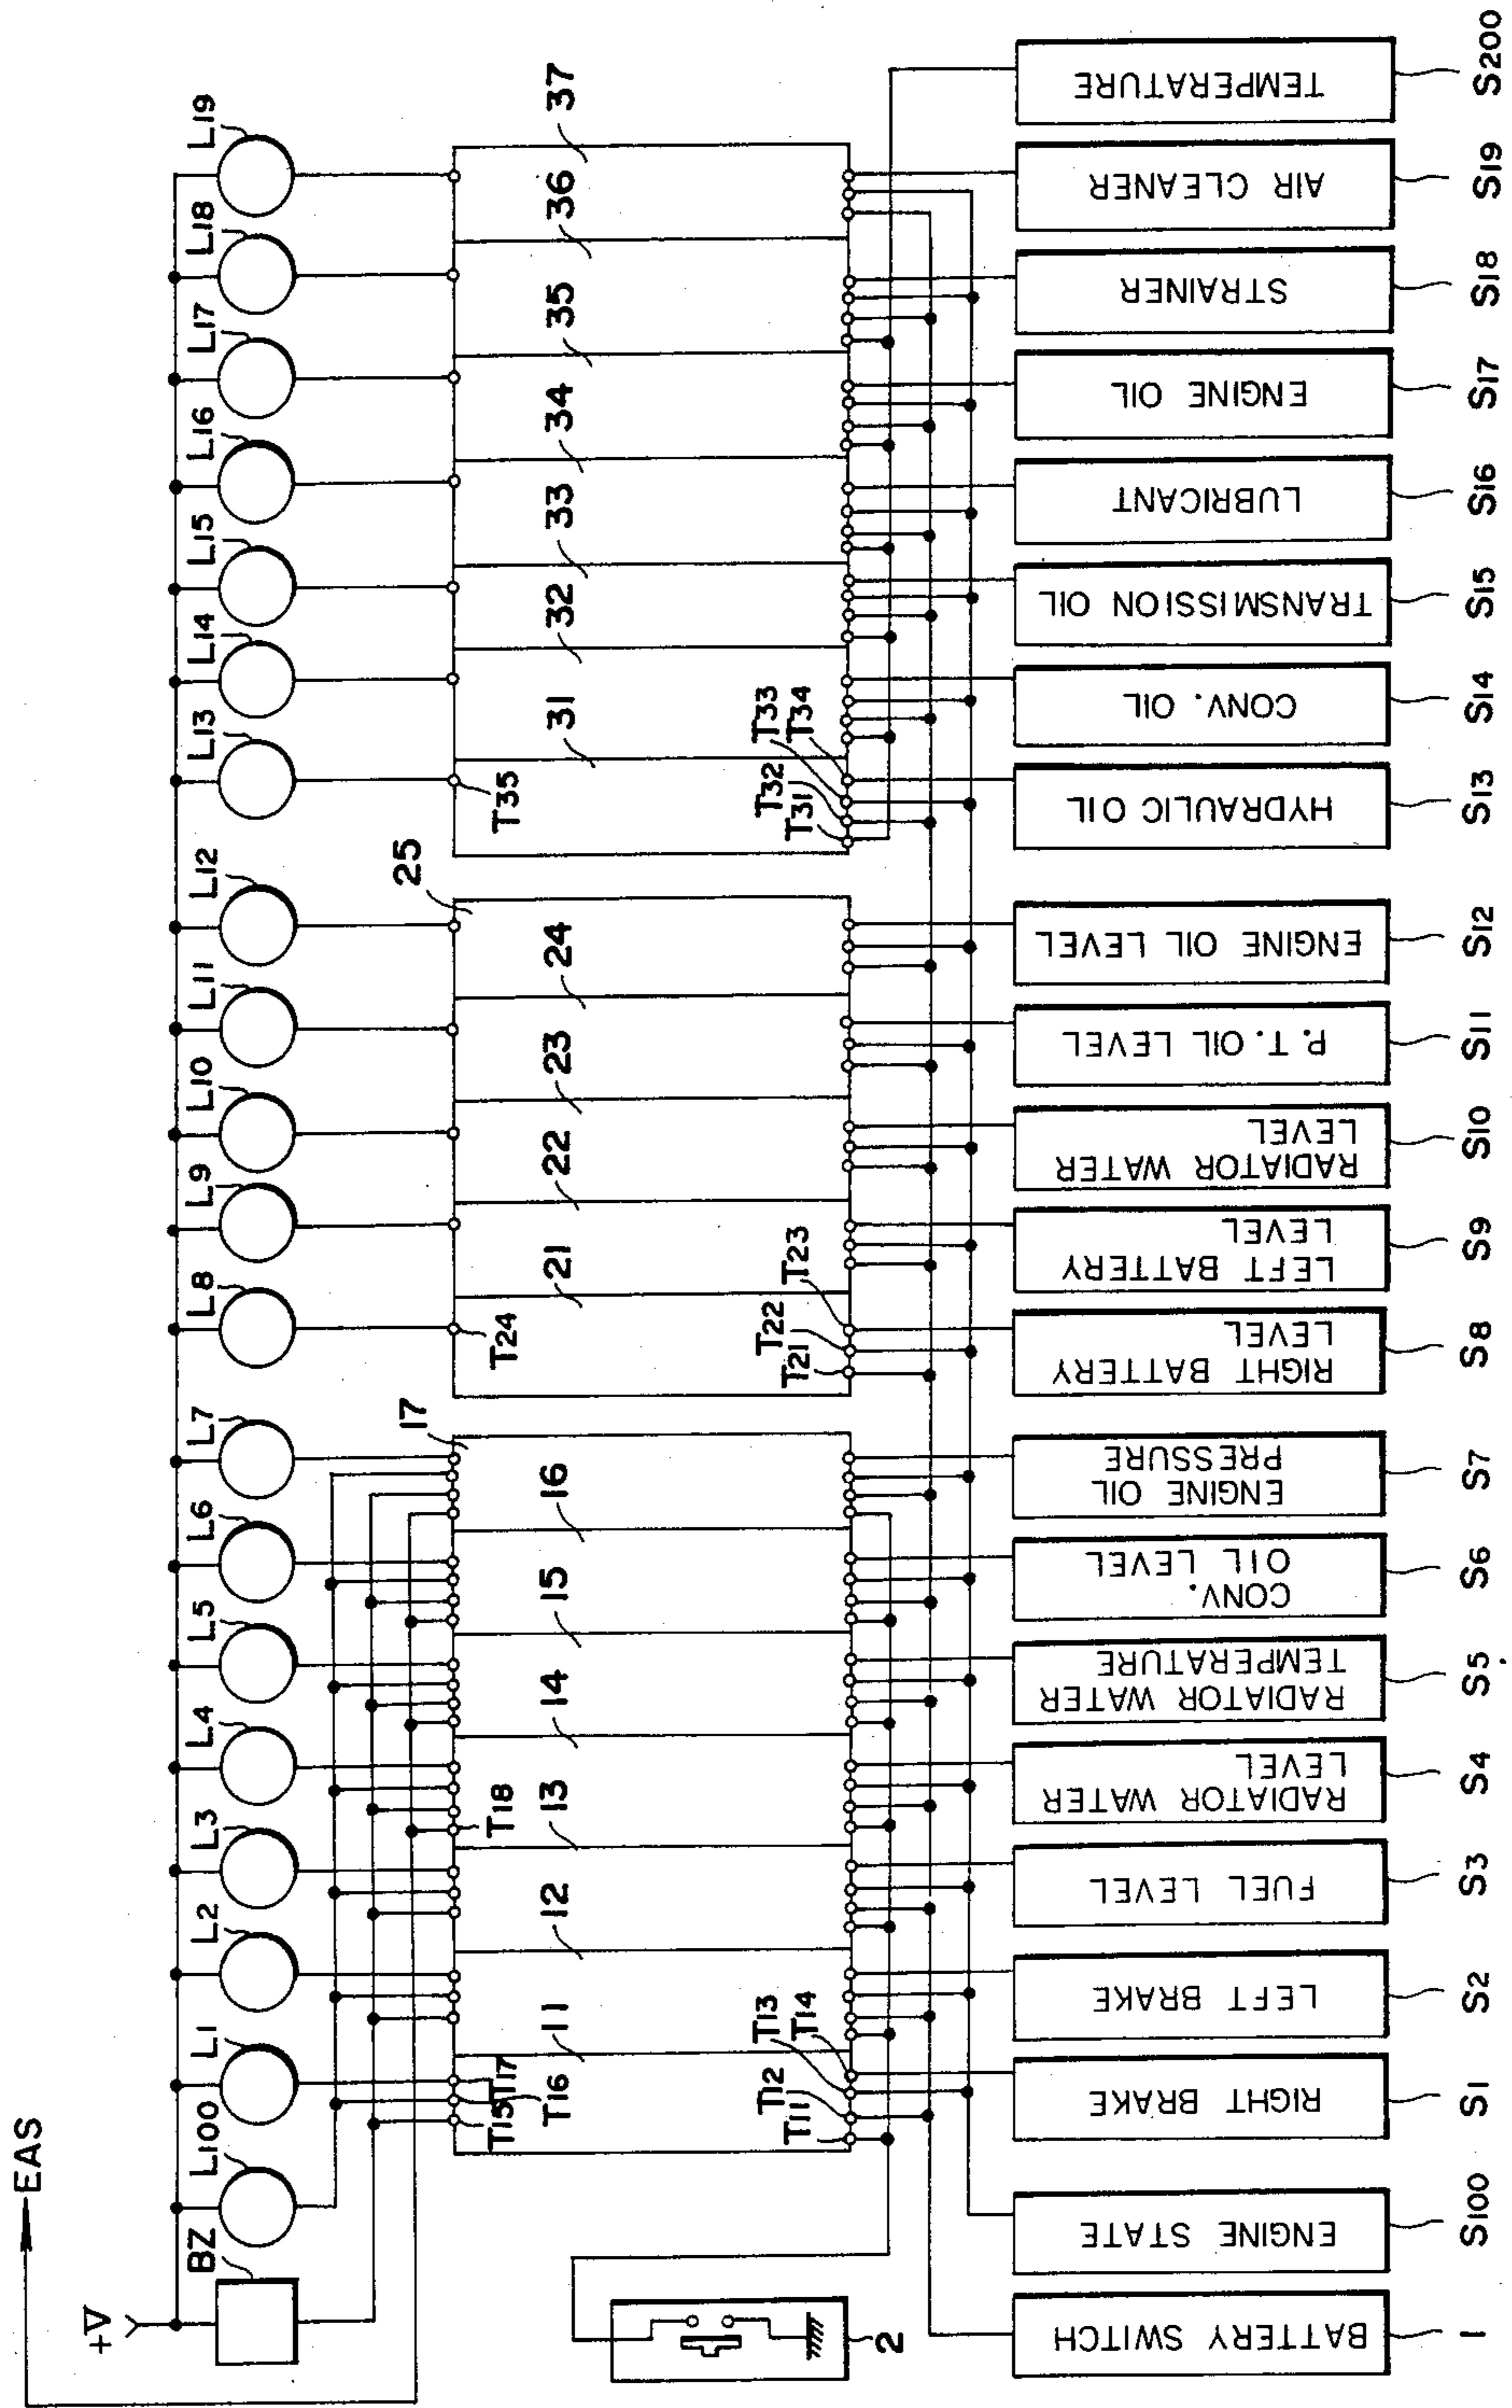 EAS
+V
BZ
L100
L1
L2
L3
L4
L5
L6
L7
L8
L9
L10
L11
L12
L13
L14
L15
L16
L17
L18
L19
T15
T16
T17
T18
11
12
13
14
15
16
17
T11
T12
T13
T14
T24
21
22
23
24
25
T21
T22
T23
T35
31
32
33
34
35
36
37
T31
T32
T33
T34
2
BATTERY SWITCH
1
ENGINE STATE
S100
RIGHT BRAKE
S1
LEFT BRAKE
S2
FUEL LEVEL
S3
RADIATOR WATER
LEVEL
S4
RADIATOR WATER
TEMPERATURE
S5
CONV.
OIL LEVEL
S6
ENGINE OIL
PRESSURE
S7
RIGHT BATTERY
LEVEL
S8
LEFT BATTERY
LEVEL
S9
RADIATOR WATER
LEVEL
S10
P.T. OIL LEVEL
S11
ENGINE OIL LEVEL
S12
HYDRAULIC OIL
S13
CONV. OIL
S14
TRANSMISSION OIL
S15
LUBRICANT
S16
ENGINE OIL
S17
STRAINER
S18
AIR CLEANER
S19
TEMPERATURE
S200